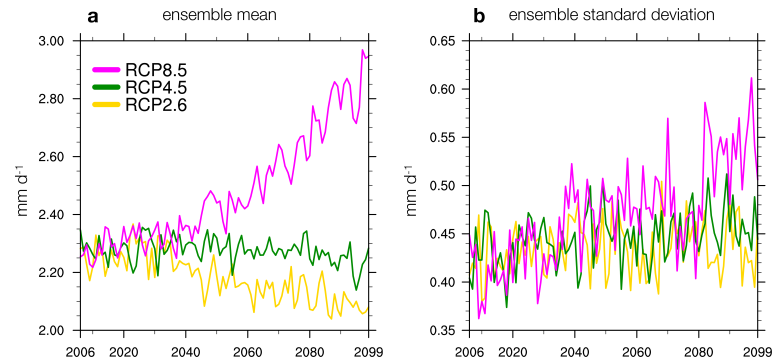 a ensemble mean
mm d⁻¹
3.00
2.80
2.60
2.40
2.20
2.00
RCP8.5
RCP4.5
RCP2.6
2006 2020 2040 2060 2080 2099
b ensemble standard deviation
mm d⁻¹
0.65
0.60
0.55
0.50
0.45
0.40
0.35
2006 2020 2040 2060 2080 2099